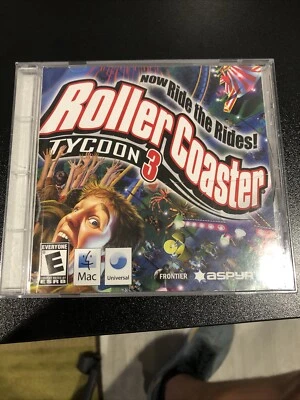 NOW Ride the Rides!
RollerCoaster
TYCOON 3
EVERYONE
E
ESRB
Mac
Universal
FRONTIER
ASPYR